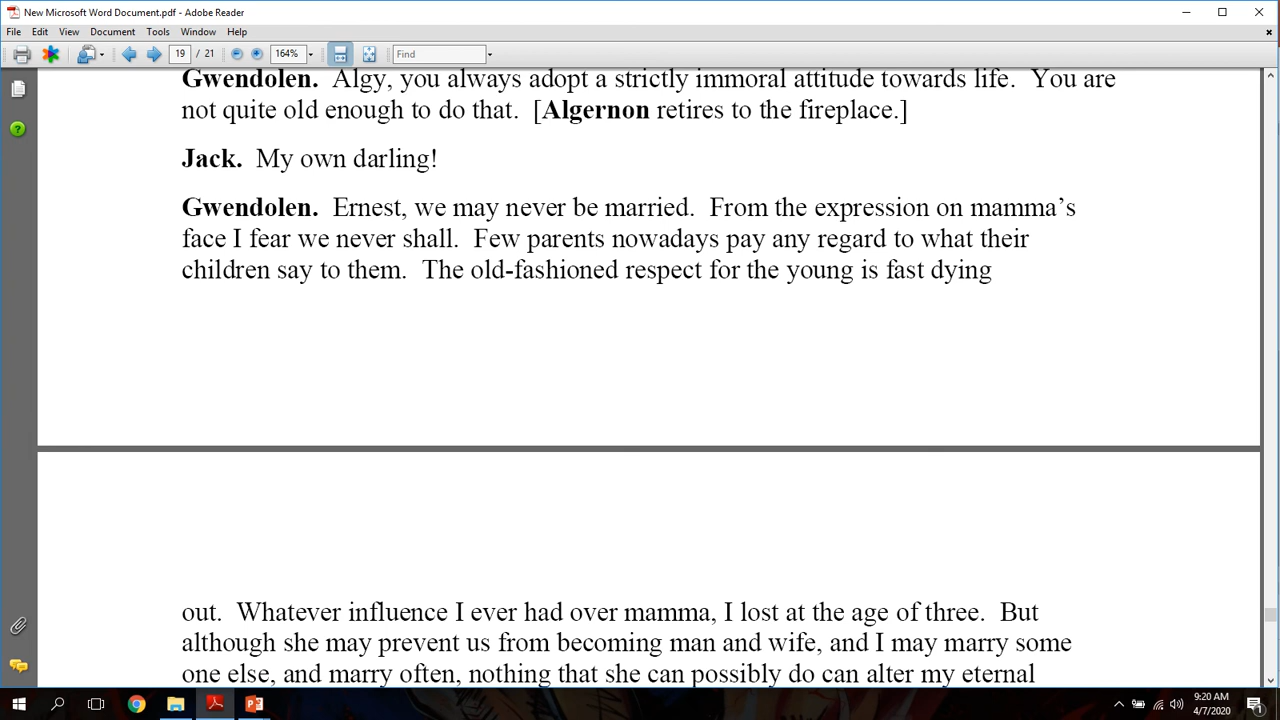 New Microsoft Word Document.pdf - Adobe Reader
File Edit View Document Tools Window Help
19 / 21 164% Find
Gwendolen. Algy, you always adopt a strictly immoral attitude towards life. You are
not quite old enough to do that. [Algernon retires to the fireplace.]
Jack. My own darling!
Gwendolen. Ernest, we may never be married. From the expression on mamma’s
face I fear we never shall. Few parents nowadays pay any regard to what their
children say to them. The old-fashioned respect for the young is fast dying
out. Whatever influence I ever had over mamma, I lost at the age of three. But
although she may prevent us from becoming man and wife, and I may marry some
one else, and marry often, nothing that she can possibly do can alter my eternal
9:20 AM
4/7/2020